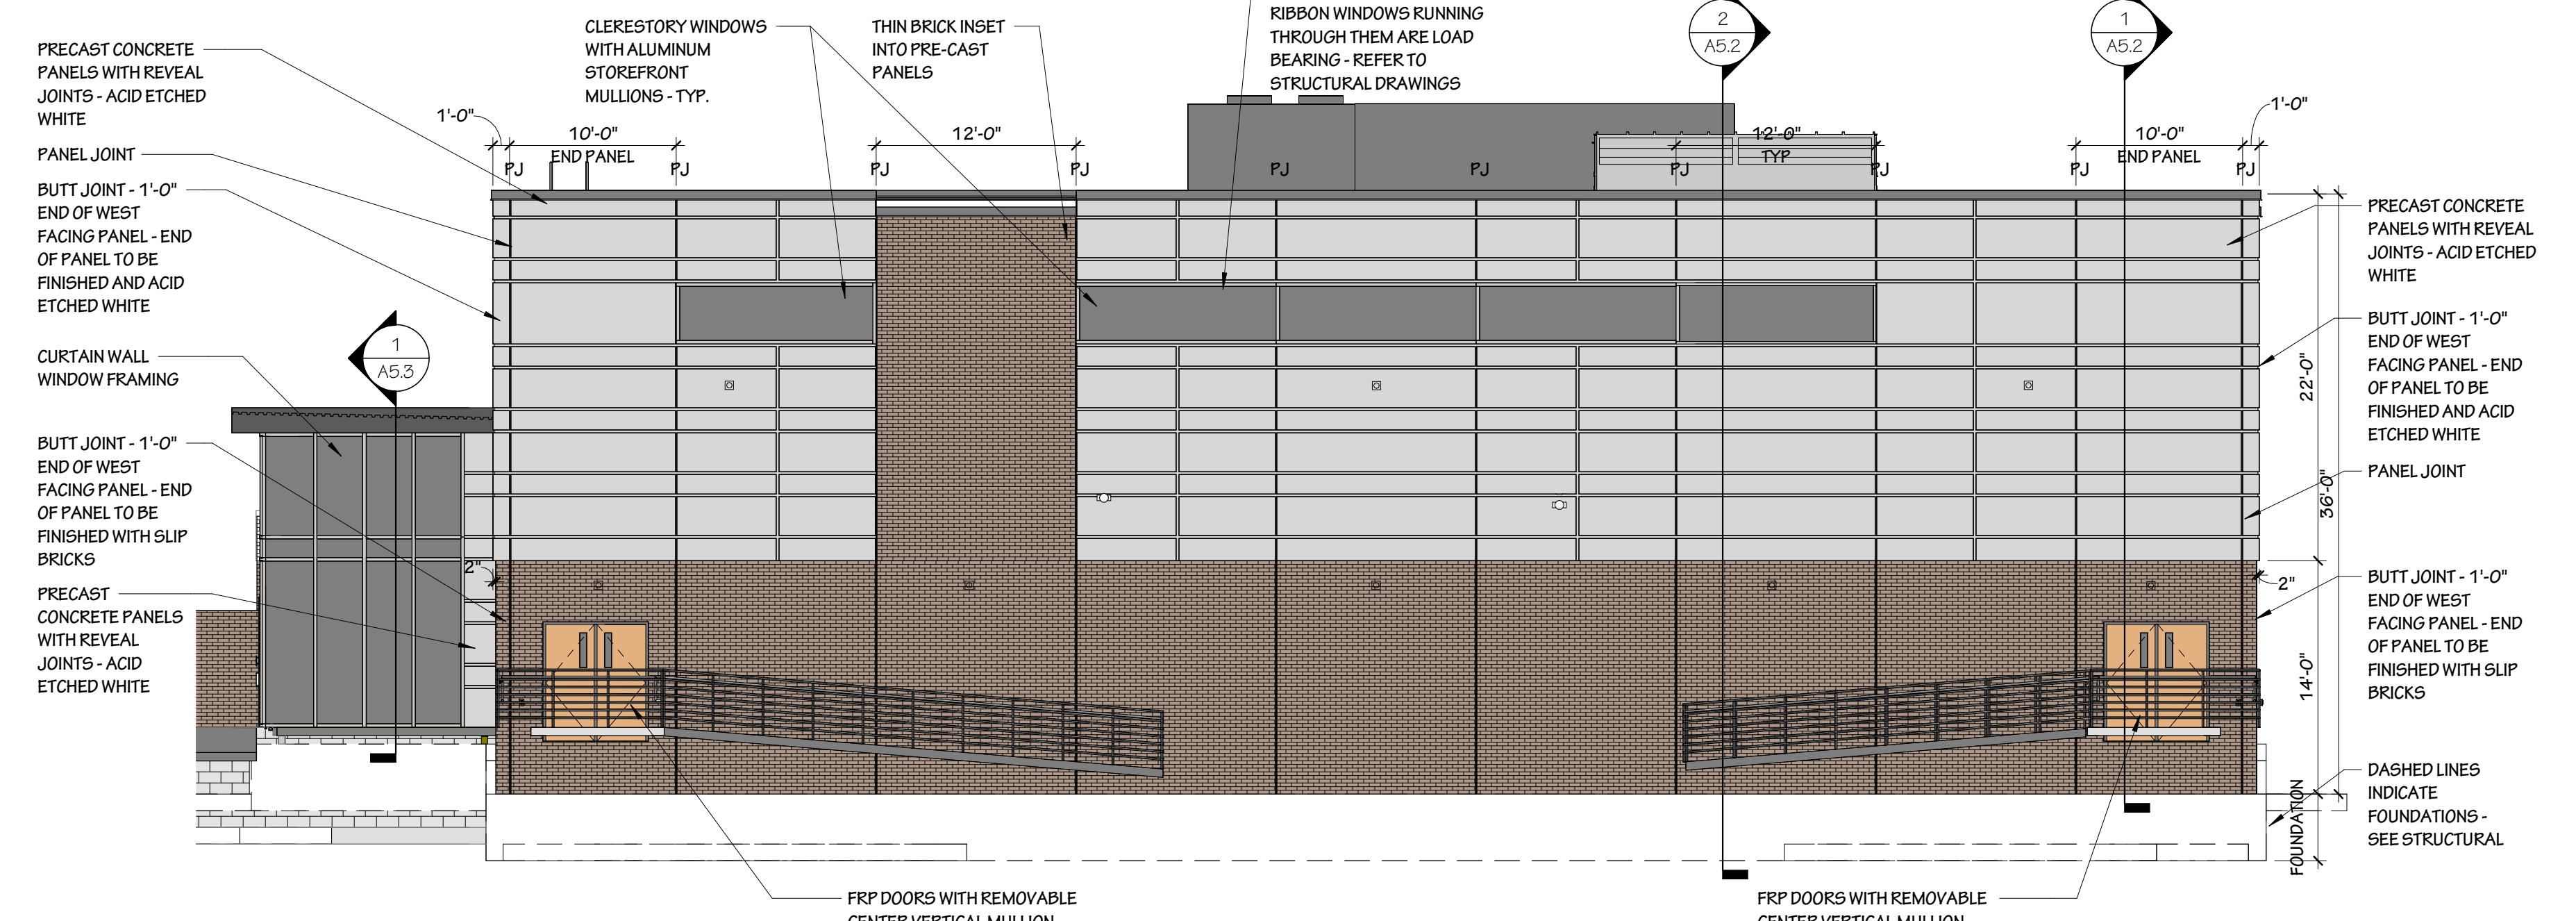 PRECAST CONCRETE
PANELS WITH REVEAL
JOINTS - ACID ETCHED
WHITE
PANEL JOINT
BUTT JOINT - 1'-0"
END OF WEST
FACING PANEL - END
OF PANEL TO BE
FINISHED AND ACID
ETCHED WHITE
CURTAIN WALL
WINDOW FRAMING
BUTT JOINT - 1'-0"
END OF WEST
FACING PANEL - END
OF PANEL TO BE
FINISHED WITH SLIP
BRICKS
PRECAST
CONCRETE PANELS
WITH REVEAL
JOINTS - ACID
ETCHED WHITE
1
A5.3
CLERESTORY WINDOWS
WITH ALUMINUM
STOREFRONT
MULLIONS - TYP.
THIN BRICK INSET
INTO PRE-CAST
PANELS
RIBBON WINDOWS RUNNING
THROUGH THEM ARE LOAD
BEARING - REFER TO
STRUCTURAL DRAWINGS
2
A5.2
1
A5.2
1'-0"
10'-0"
END PANEL
12'-0"
12'-0"
TYP
10'-0"
END PANEL
1'-0"
PJ
PJ
PJ
PJ
PJ
PJ
PJ
PJ
PJ
PJ
2"
2"
22'-0"
36'-0"
14'-0"
FOUNDATION
PRECAST CONCRETE
PANELS WITH REVEAL
JOINTS - ACID ETCHED
WHITE
BUTT JOINT - 1'-0"
END OF WEST
FACING PANEL - END
OF PANEL TO BE
FINISHED AND ACID
ETCHED WHITE
PANEL JOINT
BUTT JOINT - 1'-0"
END OF WEST
FACING PANEL - END
OF PANEL TO BE
FINISHED WITH SLIP
BRICKS
DASHED LINES
INDICATE
FOUNDATIONS -
SEE STRUCTURAL
FRP DOORS WITH REMOVABLE
CENTER VERTICAL MULLION
FRP DOORS WITH REMOVABLE
CENTER VERTICAL MULLION